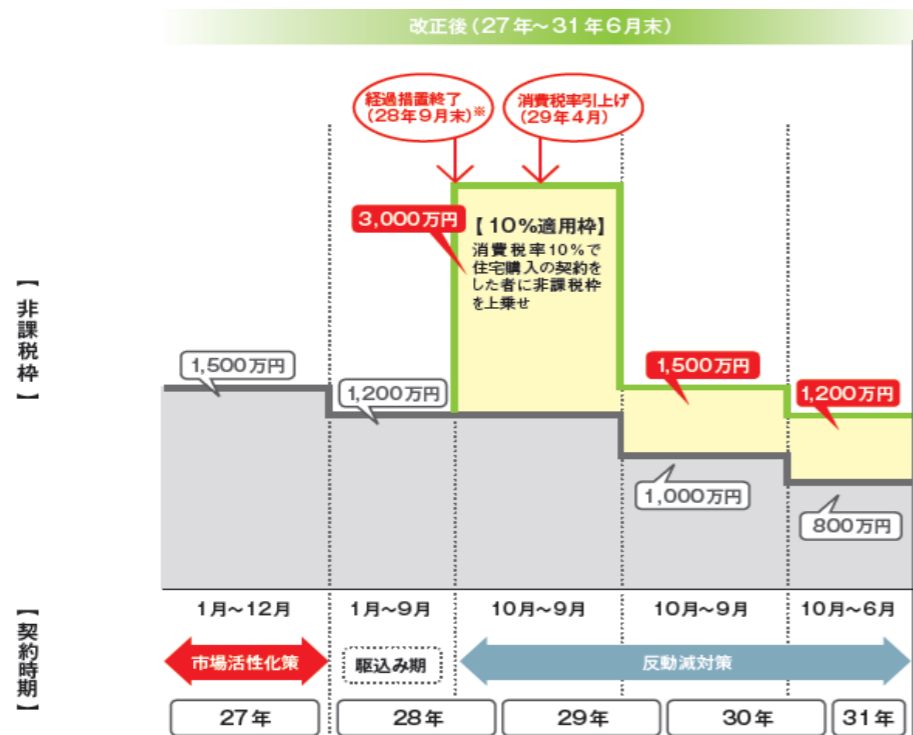 改正後(27年～31年6月末)
経過措置終了
(28年9月末)※
消費税率引上げ
(29年4月)
3,000万円
【10%適用枠】
消費税率10%で
住宅購入の契約を
した者に非課税枠
を上乗せ
【非課税枠】
1,500万円
1,200万円
1,500万円
1,200万円
1,000万円
800万円
【契約時期】
1月～12月
1月～9月
10月～9月
10月～9月
10月～6月
市場活性化策
駆込み期
反動減対策
27年
28年
29年
30年
31年